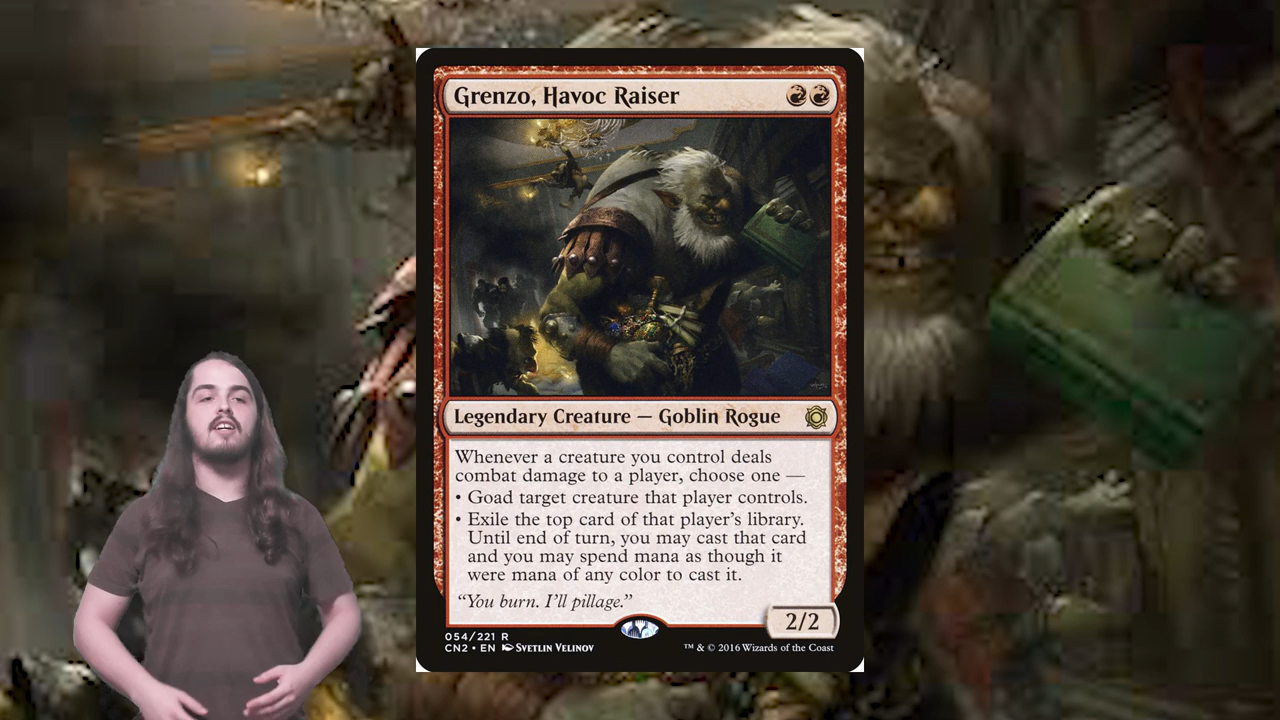 Grenzo, Havoc Raiser
Legendary Creature — Goblin Rogue
Whenever a creature you control deals
combat damage to a player, choose one —
• Goad target creature that player controls.
• Exile the top card of that player's library.
Until end of turn, you may cast that card
and you may spend mana as though it
were mana of any color to cast it.
“You burn. I'll pillage.”
2/2
054/221 R
CN2 • EN Svetlin Velinov
™ & © 2016 Wizards of the Coast